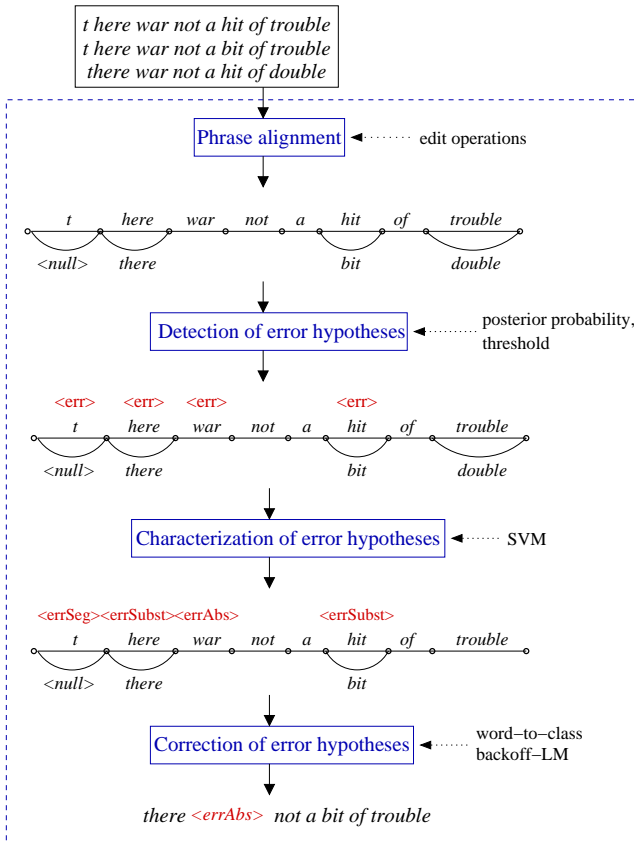 t here war not a hit of trouble
t here war not a bit of trouble
there war not a hit of double
Phrase alignment
edit operations
t here war not a hit of trouble
<null> there bit double
Detection of error hypotheses
posterior probability,
threshold
<err> <err> <err> <err>
t here war not a hit of trouble
<null> there bit double
Characterization of error hypotheses
SVM
<errSeg> <errSubst> <errAbs> <errSubst>
t here war not a hit of trouble
<null> there bit
Correction of error hypotheses
word-to-class
backoff-LM
there <errAbs> not a bit of trouble